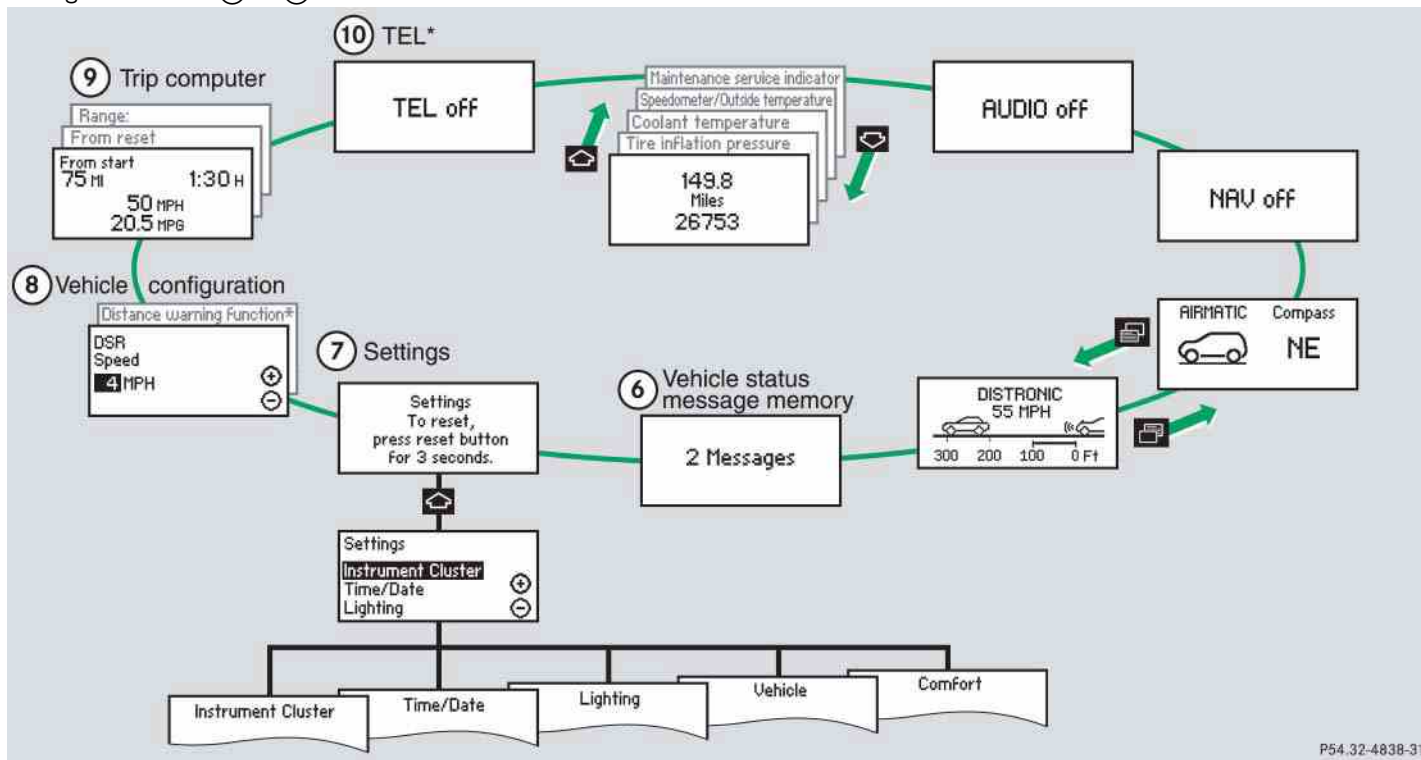 10 TEL*
TEL off
9 Trip computer
Range:
From reset
From start
75 MI 1:30 H
50 MPH
20.5 MPG
Maintenance service indicator
Speedometer/Outside temperature
Coolant temperature
Tire inflation pressure
149.8
Miles
26753
AUDIO off
NAV off
AIRMATIC Compass
NE
8 Vehicle configuration
Distance warning function*
DSR
Speed
4 MPH
7 Settings
Settings
To reset,
press reset button
for 3 seconds.
6 Vehicle status
message memory
2 Messages
DISTRONIC
55 MPH
300 200 100 0 Ft
Settings
Instrument Cluster
Time/Date
Lighting
Instrument Cluster
Time/Date
Lighting
Vehicle
Comfort
P54.32-4838-31